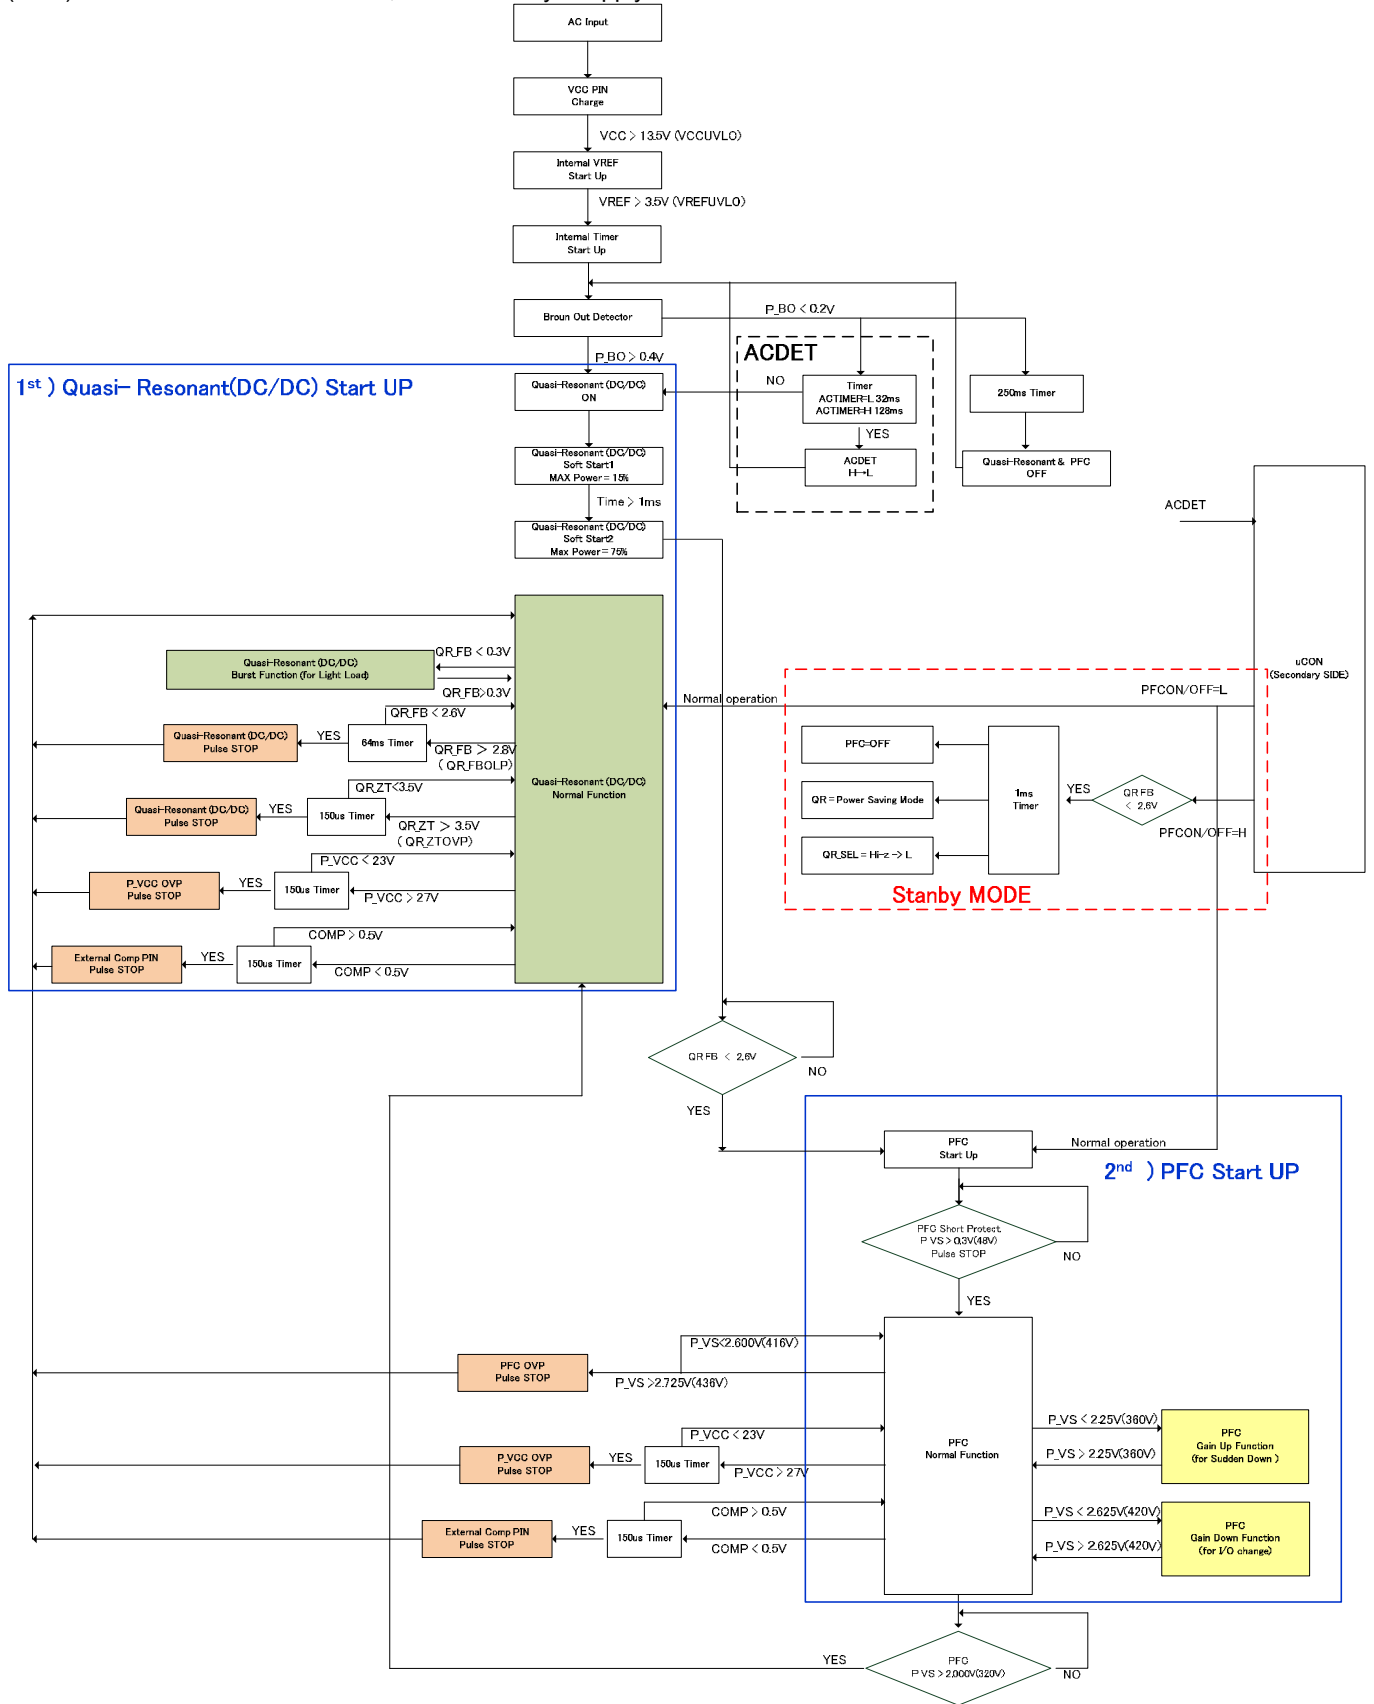 AC Input
VCC PIN
Charge
VCC > 13.5V (VCCUVLO)
Internal VREF
Start Up
VREF > 3.5V (VREFUVLO)
Internal Timer
Start Up
Broun Out Detector
P_BO < 0.2V
P_BO > 0.4V
ACDET
NO
Timer
ACTIMER=L 32ms
ACTIMER=H 128ms
YES
ACDET
H→L
250ms Timer
Quasi-Resonant & PFC
OFF
1st ) Quasi-Resonant(DC/DC) Start UP
Quasi-Resonant (DC/DC)
ON
Quasi-Resonant (DC/DC)
Soft Start1
MAX Power = 15%
Time > 1ms
Quasi-Resonant (DC/DC)
Soft Start2
Max Power = 75%
ACDET
uCON
(Secondary SIDE)
Quasi-Resonant (DC/DC)
Burst Function (for Light Load)
QR_FB < 0.3V
QR_FB>0.3V
QR_FB < 2.6V
Quasi-Resonant (DC/DC)
Pulse STOP
YES
64ms Timer
QR_FB > 2.8V
( QR_FBOLP)
Quasi-Resonant (DC/DC)
Normal Function
QR_ZT<3.5V
Quasi-Resonant (DC/DC)
Pulse STOP
YES
150us Timer
QR_ZT > 3.5V
( QR_ZTOVP)
P_VCC < 23V
P_VCC OVP
Pulse STOP
YES
150us Timer
P_VCC > 27V
COMP > 0.5V
External Comp PIN
Pulse STOP
YES
150us Timer
COMP < 0.5V
Normal operation
PFCON/OFF=L
PFC=OFF
QR = Power Saving Mode
QR_SEL = Hi-z -> L
1ms
Timer
YES
QR FB
< 2.6V
PFCON/OFF=H
Stanby MODE
QR FB < 2.6V
NO
YES
PFC
Start Up
Normal operation
2nd ) PFC Start UP
PFC Short Protect
P VS > 0.3V(48V)
Pulse STOP
NO
YES
P_VS<2.600V(416V)
PFC OVP
Pulse STOP
P_VS >2.725V(436V)
P_VCC < 23V
P_VCC OVP
Pulse STOP
YES
150us Timer
P_VCC > 27V
COMP > 0.5V
External Comp PIN
Pulse STOP
YES
150us Timer
COMP < 0.5V
PFC
Normal Function
P_VS < 2.25V(360V)
P_VS > 2.25V(360V)
PFC
Gain Up Function
(for Sudden Down )
P_VS < 2.625V(420V)
P_VS > 2.625V(420V)
PFC
Gain Down Function
(for I/O change)
YES
PFC
P VS > 2.000V(320V)
NO